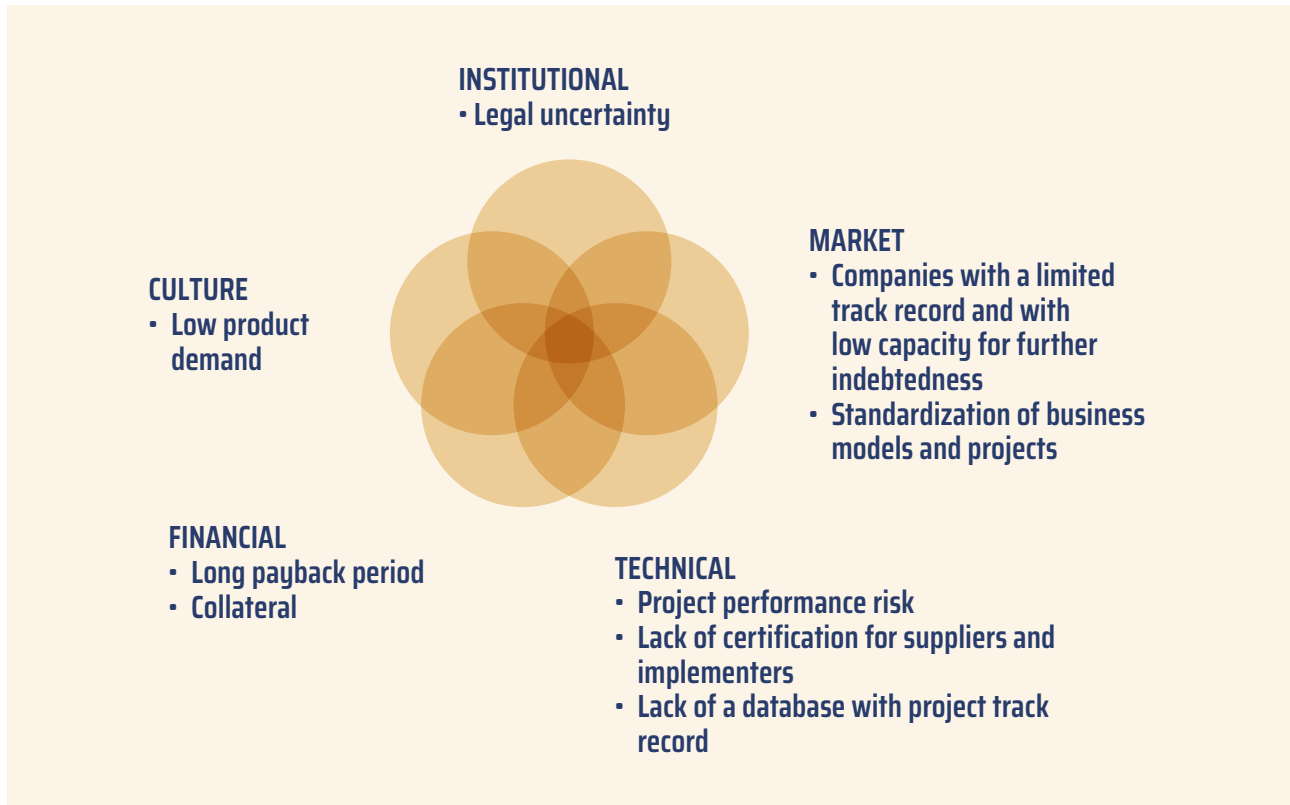 INSTITUTIONAL
• Legal uncertainty
MARKET
• Companies with a limited
track record and with
low capacity for further
indebtedness
• Standardization of business
models and projects
CULTURE
• Low product
demand
FINANCIAL
• Long payback period
• Collateral
TECHNICAL
• Project performance risk
• Lack of certification for suppliers and
implementers
• Lack of a database with project track
record